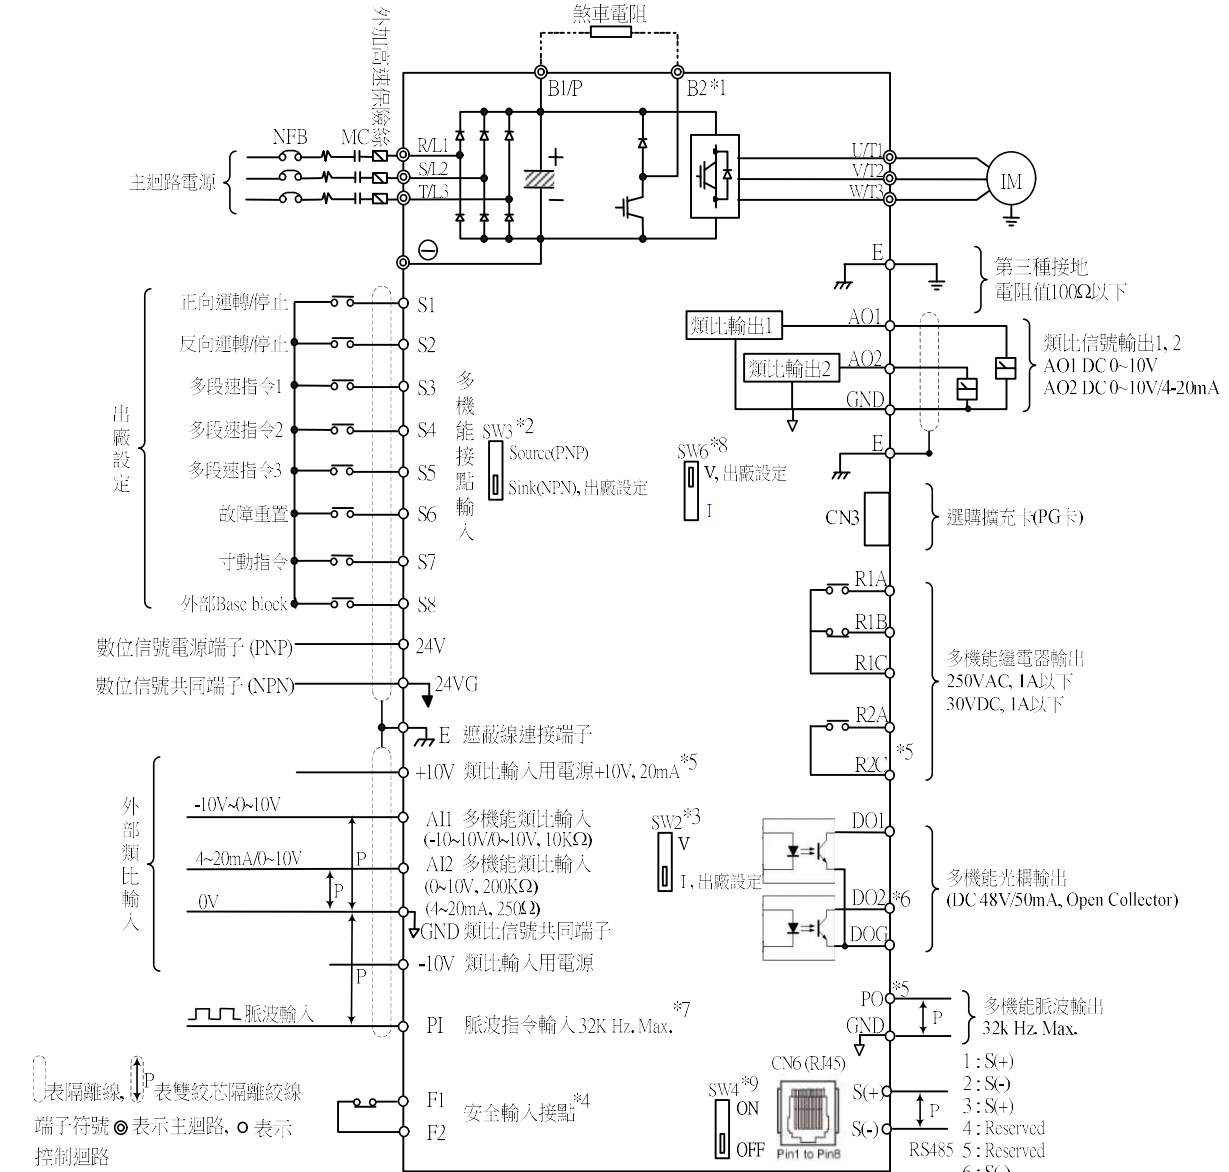 煞車電阻
外加高速保險絲
B1/P
B2*1
NFB
MC
R/L1
S/L2
T/L3
主迴路電源
U/T1
V/T2
W/T3
IM
E
第三種接地
電阻值100Ω以下
出廠設定
正向運轉/停止
S1
反向運轉/停止
S2
多段速指令1
S3
多段速指令2
S4
多段速指令3
S5
故障重置
S6
寸動指令
S7
外部Base block
S8
多機能接點輸入
SW3*2
Source(PNP)
Sink(NPN), 出廠設定
數位信號電源端子 (PNP)
24V
數位信號共同端子 (NPN)
24VG
E 遮蔽線連接端子
類比輸出1
AO1
類比輸出2
AO2
GND
E
類比信號輸出1, 2
AO1 DC 0~10V
AO2 DC 0~10V/4-20mA
SW6*8
V, 出廠設定
I
CN3
選購擴充卡(PG卡)
R1A
R1B
R1C
R2A
R2C
*5
多機能繼電器輸出
250VAC, 1A以下
30VDC, 1A以下
外部類比輸入
+10V 類比輸入用電源+10V, 20mA*5
-10V~0~10V
AI1 多機能類比輸入
(-10~10V/0~10V, 10KΩ)
4~20mA/0~10V
AI2 多機能類比輸入
(0~10V, 200KΩ)
(4~20mA, 250Ω)
0V
GND 類比信號共同端子
-10V 類比輸入用電源
P
P
P
脈波輸入
PI 脈波指令輸入 32K Hz. Max.*7
SW2*3
V
I, 出廠設定
DO1
DO2*6
DOG
多機能光耦輸出
(DC 48V/50mA, Open Collector)
PO*5
GND
P
多機能脈波輸出
32k Hz. Max.
表隔離線, P表雙絞芯隔離絞線
端子符號 ◎ 表示主迴路, ○ 表示
控制迴路
F1
F2
安全輸入接點*4
SW4*9
ON
OFF
CN6 (RJ45)
Pin1 to Pin8
S(+)
S(-)
P
RS485
1 : S(+)
2 : S(-)
3 : S(+)
4 : Reserved
5 : Reserved